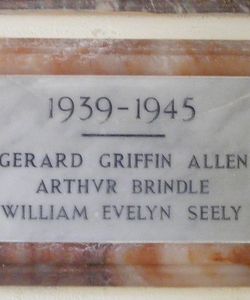 1939-1945
GERARD GRIFFIN ALLEN
ARTHVR BRINDLE
WILLIAM EVELYN SEELY